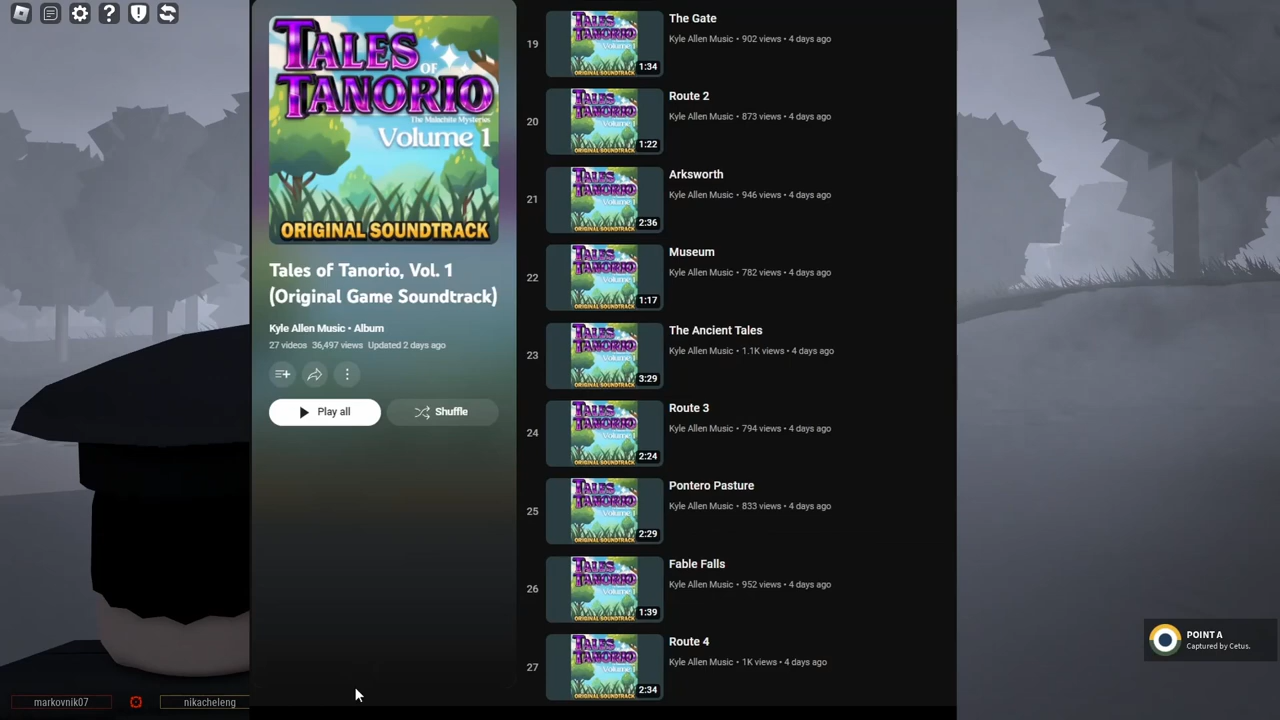 TALES
OF
TANORIO
The Malachite Mysteries
Volume 1
ORIGINAL SOUNDTRACK
Tales of Tanorio, Vol. 1
(Original Game Soundtrack)
Kyle Allen Music • Album
27 videos 36,497 views Updated 2 days ago
Play all
Shuffle
19
1:34
The Gate
Kyle Allen Music • 902 views • 4 days ago
20
1:22
Route 2
Kyle Allen Music • 873 views • 4 days ago
21
2:36
Arksworth
Kyle Allen Music • 946 views • 4 days ago
22
1:17
Museum
Kyle Allen Music • 782 views • 4 days ago
23
3:29
The Ancient Tales
Kyle Allen Music • 1.1K views • 4 days ago
24
2:24
Route 3
Kyle Allen Music • 794 views • 4 days ago
25
2:29
Pontero Pasture
Kyle Allen Music • 833 views • 4 days ago
26
1:39
Fable Falls
Kyle Allen Music • 952 views • 4 days ago
27
2:34
Route 4
Kyle Allen Music • 1K views • 4 days ago
POINT A
Captured by Cetus.
markovnik07
nikacheleng